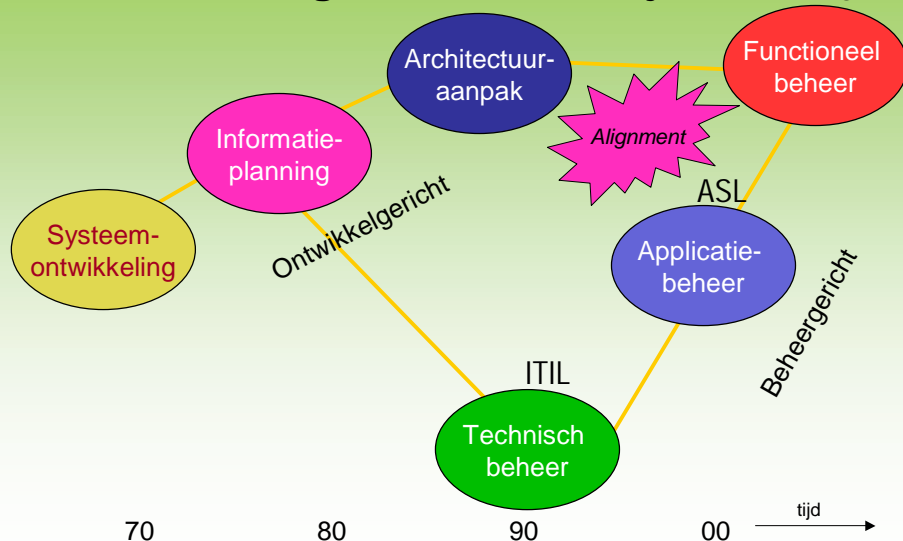 Architectuur-
aanpak
Functioneel
beheer
Alignment
Informatie-
planning
ASL
Ontwikkelgericht
Systeem-
ontwikkeling
Applicatie-
beheer
Beheergericht
ITIL
Technisch
beheer
tijd
70 80 90 00